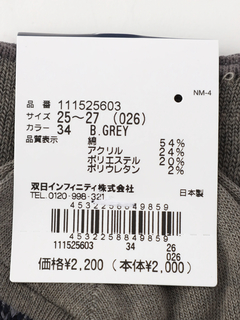 NM-4
品番 111525603
サイズ 25〜27 (026)
カラー 34 B.GREY
品質表示 綿 54%
アクリル 24%
ポリエステル 20%
ポリウレタン 2%
双日インフィニティ株式会社
TEL.0120-998-321
日本製
4532258849859
111525603 34 26
026
4532258849859
価格¥2,200 (本体¥2,000)